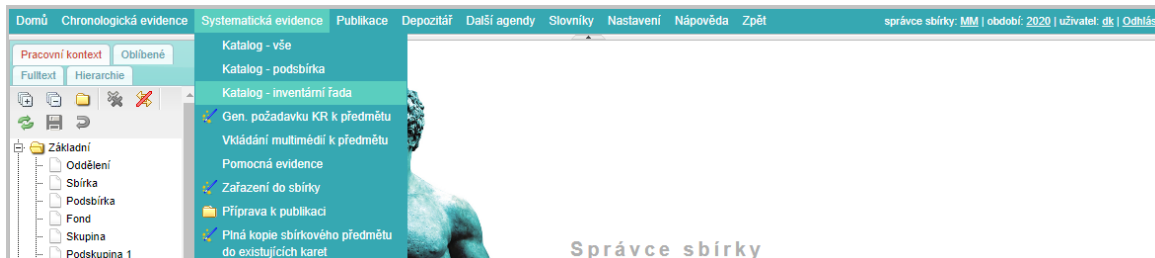 Domů Chronologická evidence Systematická evidence Publikace Depozitář Další agendy Slovníky Nastavení Nápověda Zpět správce sbírky: MM | období: 2020 | uživatel: dk | Odhlás
Pracovní kontext Oblíbené
Fulltext Hierarchie
Základní
Oddělení
Sbírka
Podsbírka
Fond
Skupina
Podskupina 1
Katalog - vše
Katalog - podsbírka
Katalog - inventární řada
Gen. požadavku KR k předmětu
Vkládání multimédií k předmětu
Pomocná evidence
Zařazení do sbírky
Příprava k publikaci
Plná kopie sbírkového předmětu
do existujících karet
Správce sbírky